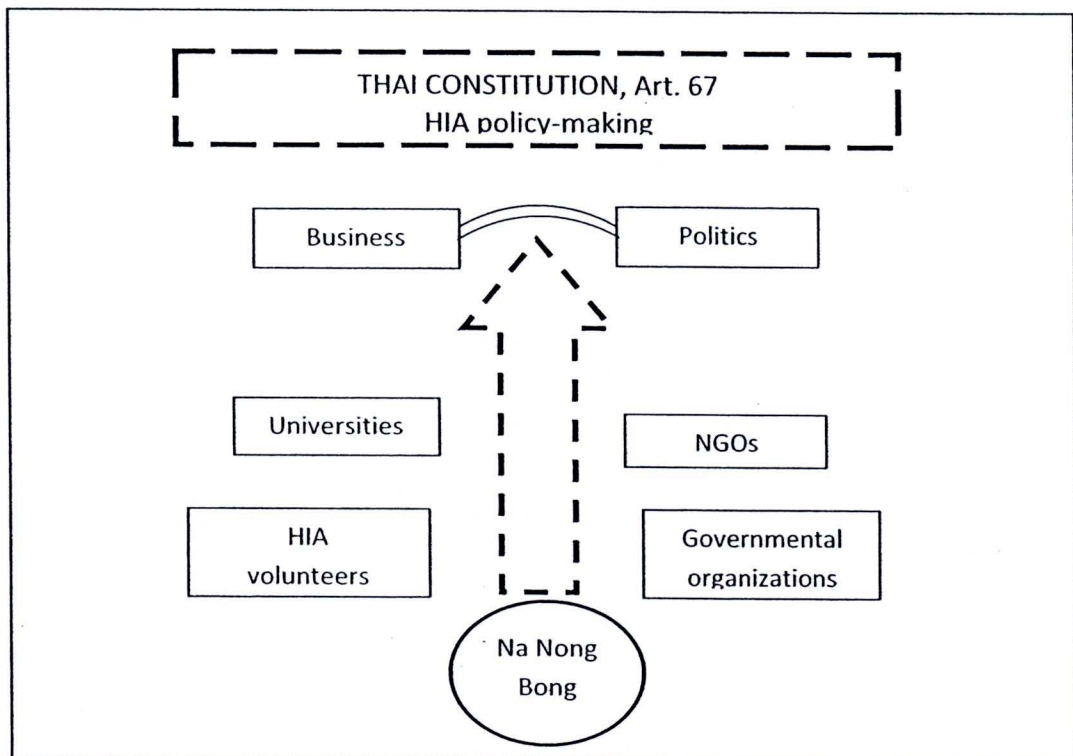 THAI CONSTITUTION, Art. 67
HIA policy-making
Business
Politics
Universities
NGOs
HIA
volunteers
Governmental
organizations
Na Nong
Bong